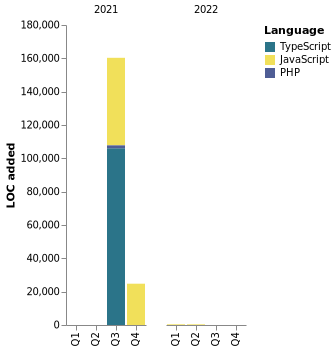 2021
2022
Language
TypeScript
JavaScript
PHP
LOC added
180,000
160,000
140,000
120,000
100,000
80,000
60,000
40,000
20,000
0
Q1
Q2
Q3
Q4
Q1
Q2
Q3
Q4